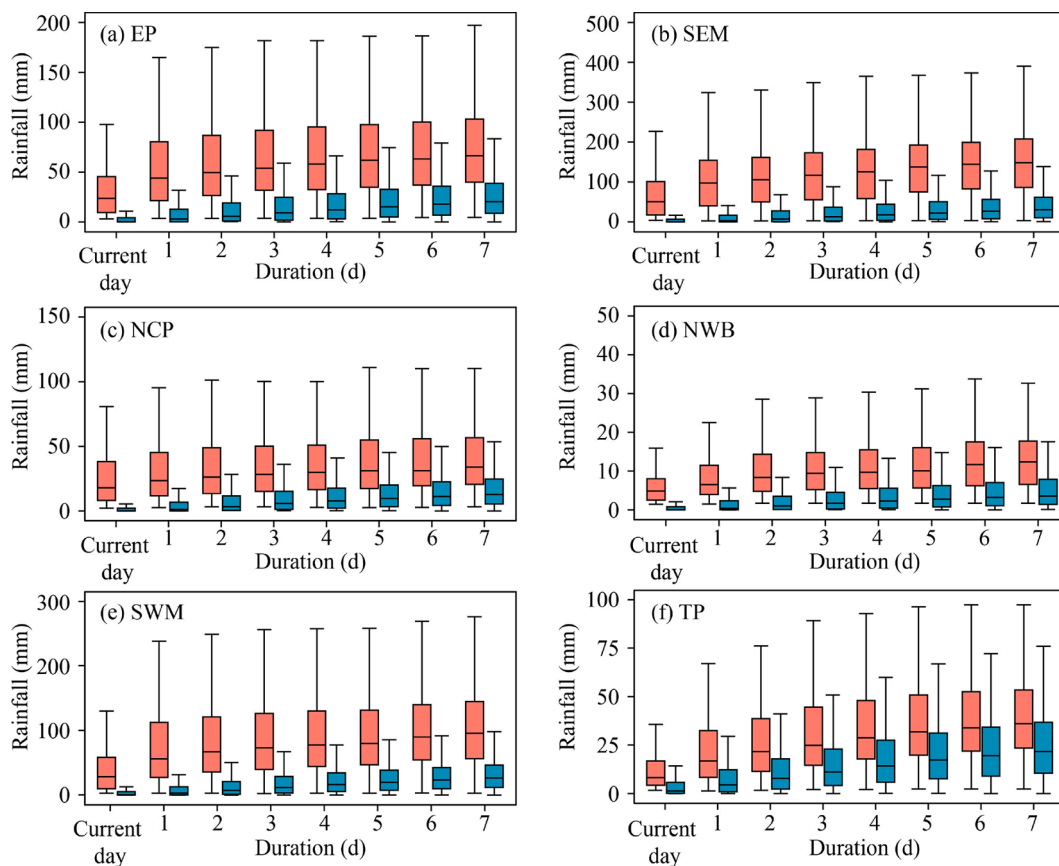 (a) EP
Rainfall (mm)
200
150
100
50
0
Current day
1 2 3 4 5 6 7
Duration (d)
(b) SEM
Rainfall (mm)
500
400
300
200
100
0
Current day
1 2 3 4 5 6 7
Duration (d)
(c) NCP
Rainfall (mm)
150
100
50
0
Current day
1 2 3 4 5 6 7
Duration (d)
(d) NWB
Rainfall (mm)
50
40
30
20
10
0
Current day
1 2 3 4 5 6 7
Duration (d)
(e) SWM
Rainfall (mm)
300
200
100
0
Current day
1 2 3 4 5 6 7
Duration (d)
(f) TP
Rainfall (mm)
100
75
50
25
0
Current day
1 2 3 4 5 6 7
Duration (d)